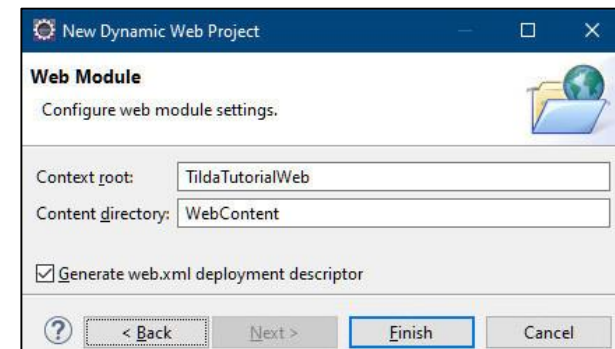 New Dynamic Web Project
Web Module
Configure web module settings.
Context root: TildaTutorialWeb
Content directory: WebContent
Generate web.xml deployment descriptor
? < Back Next > Finish Cancel